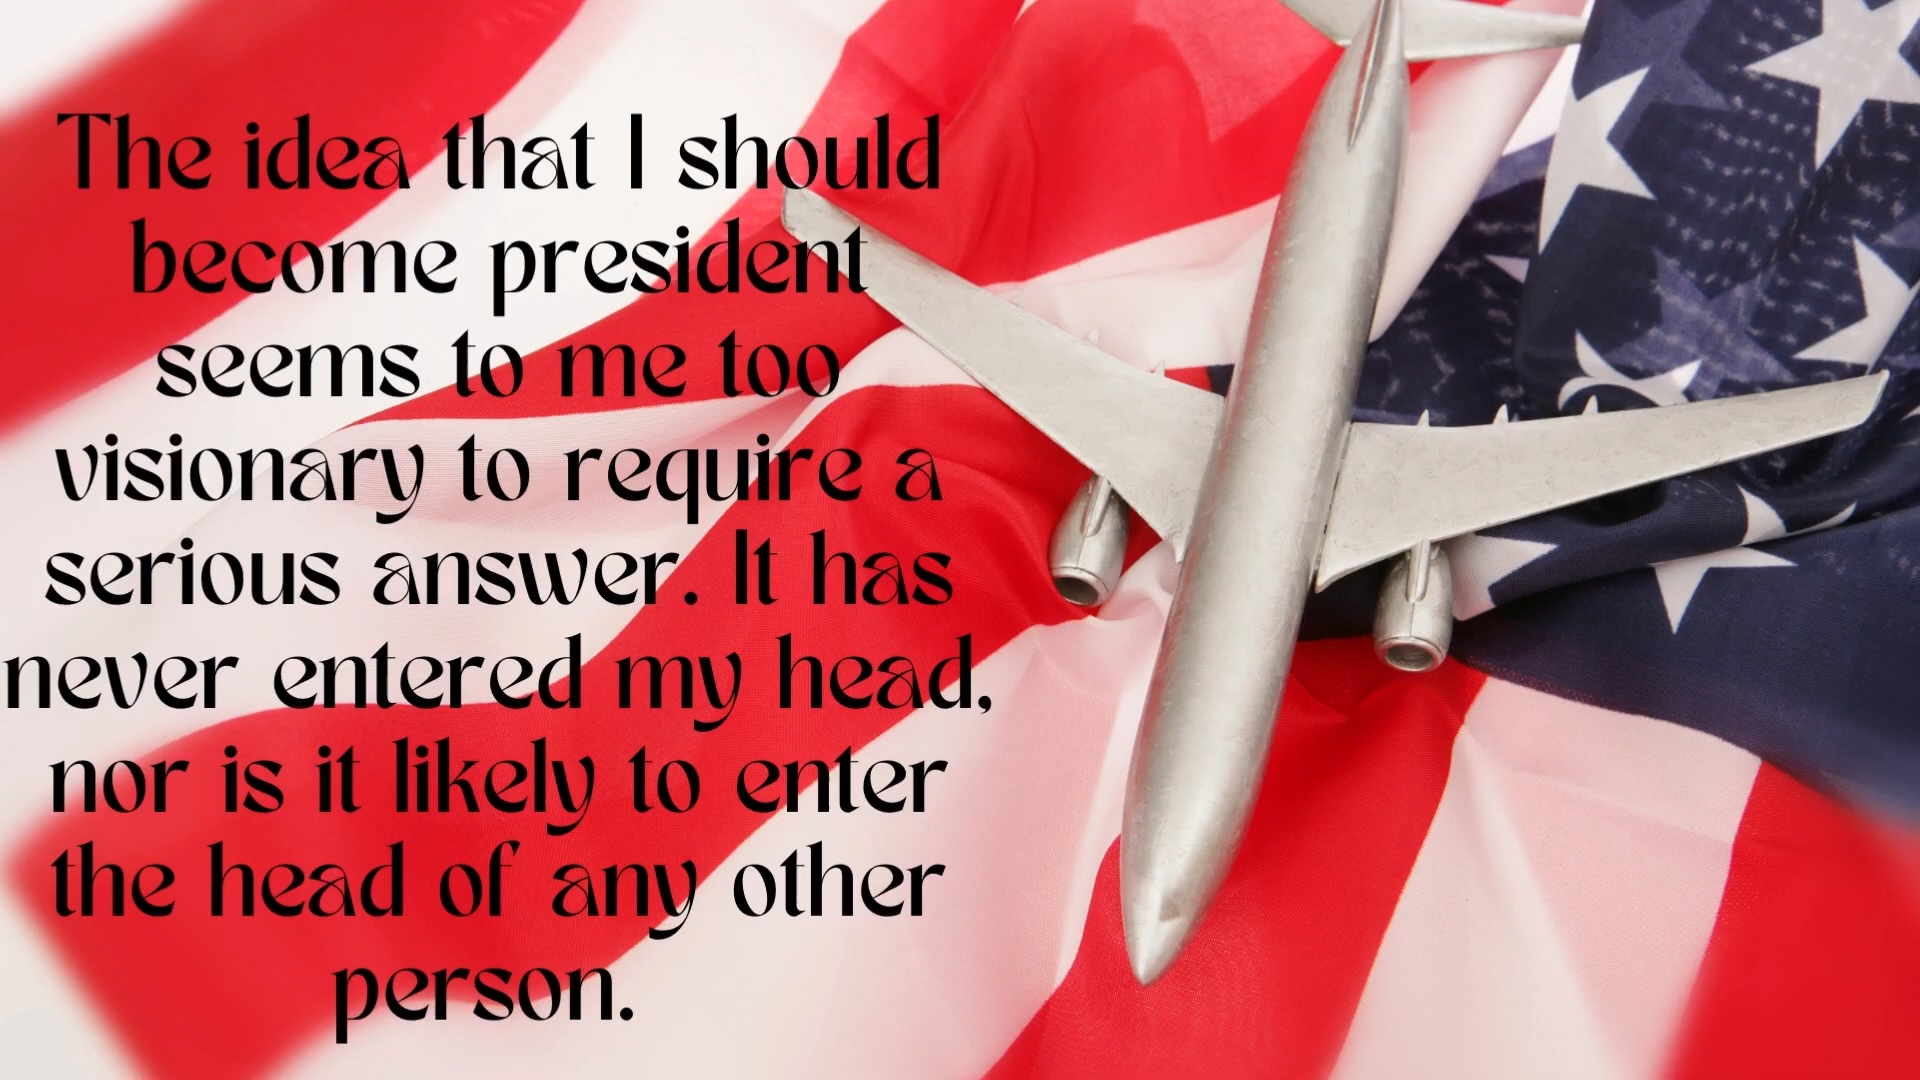 The idea that I should
become president
seems to me too
visionary to require a
serious answer. It has
never entered my head,
nor is it likely to enter
the head of any other
person.